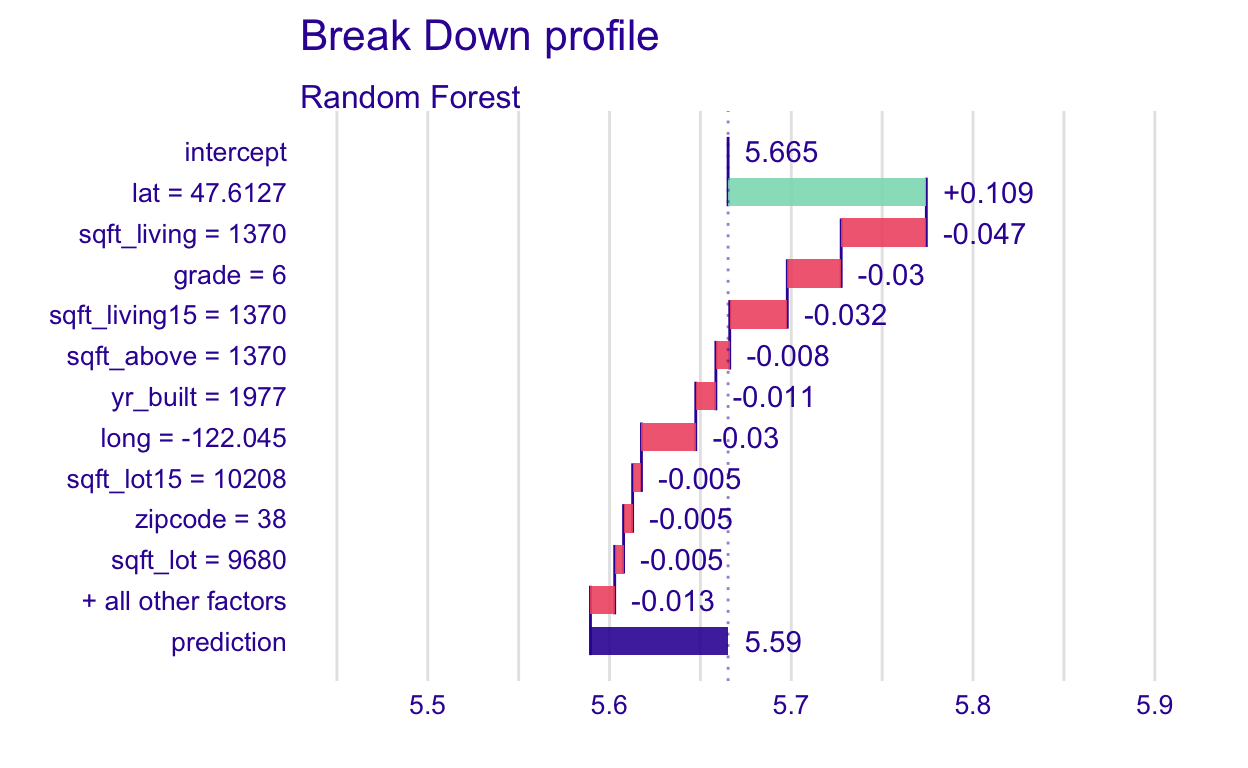 Break Down profile
Random Forest
intercept 5.665
lat = 47.6127 +0.109
sqft_living = 1370 -0.047
grade = 6 -0.03
sqft_living15 = 1370 -0.032
sqft_above = 1370 -0.008
yr_built = 1977 -0.011
long = -122.045 -0.03
sqft_lot15 = 10208 -0.005
zipcode = 38 -0.005
sqft_lot = 9680 -0.005
+ all other factors -0.013
prediction 5.59
5.5 5.6 5.7 5.8 5.9